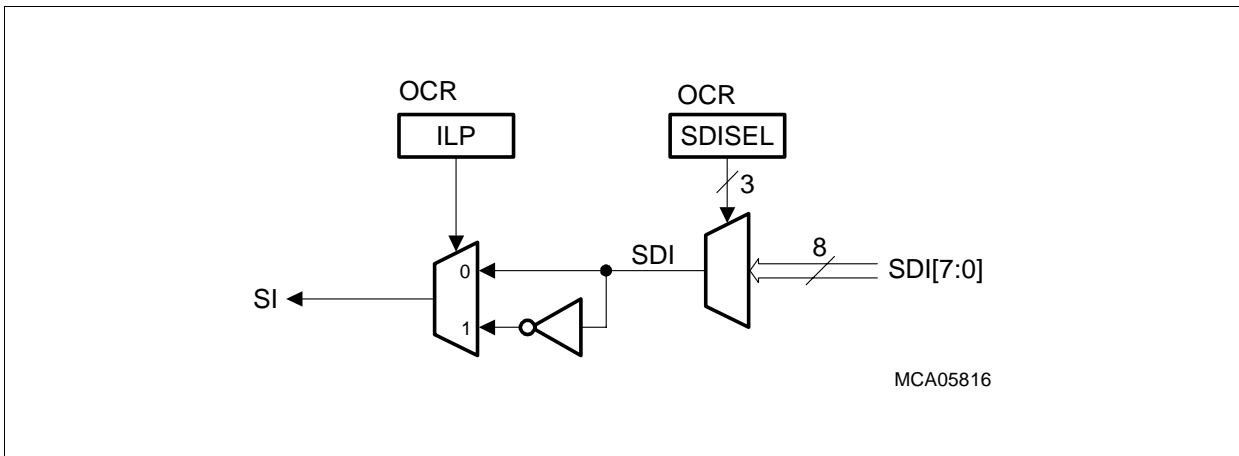 OCR
OCR
ILP
SDISEL
3
8
SDI
0
SDI[7:0]
SI
1
MCA05816